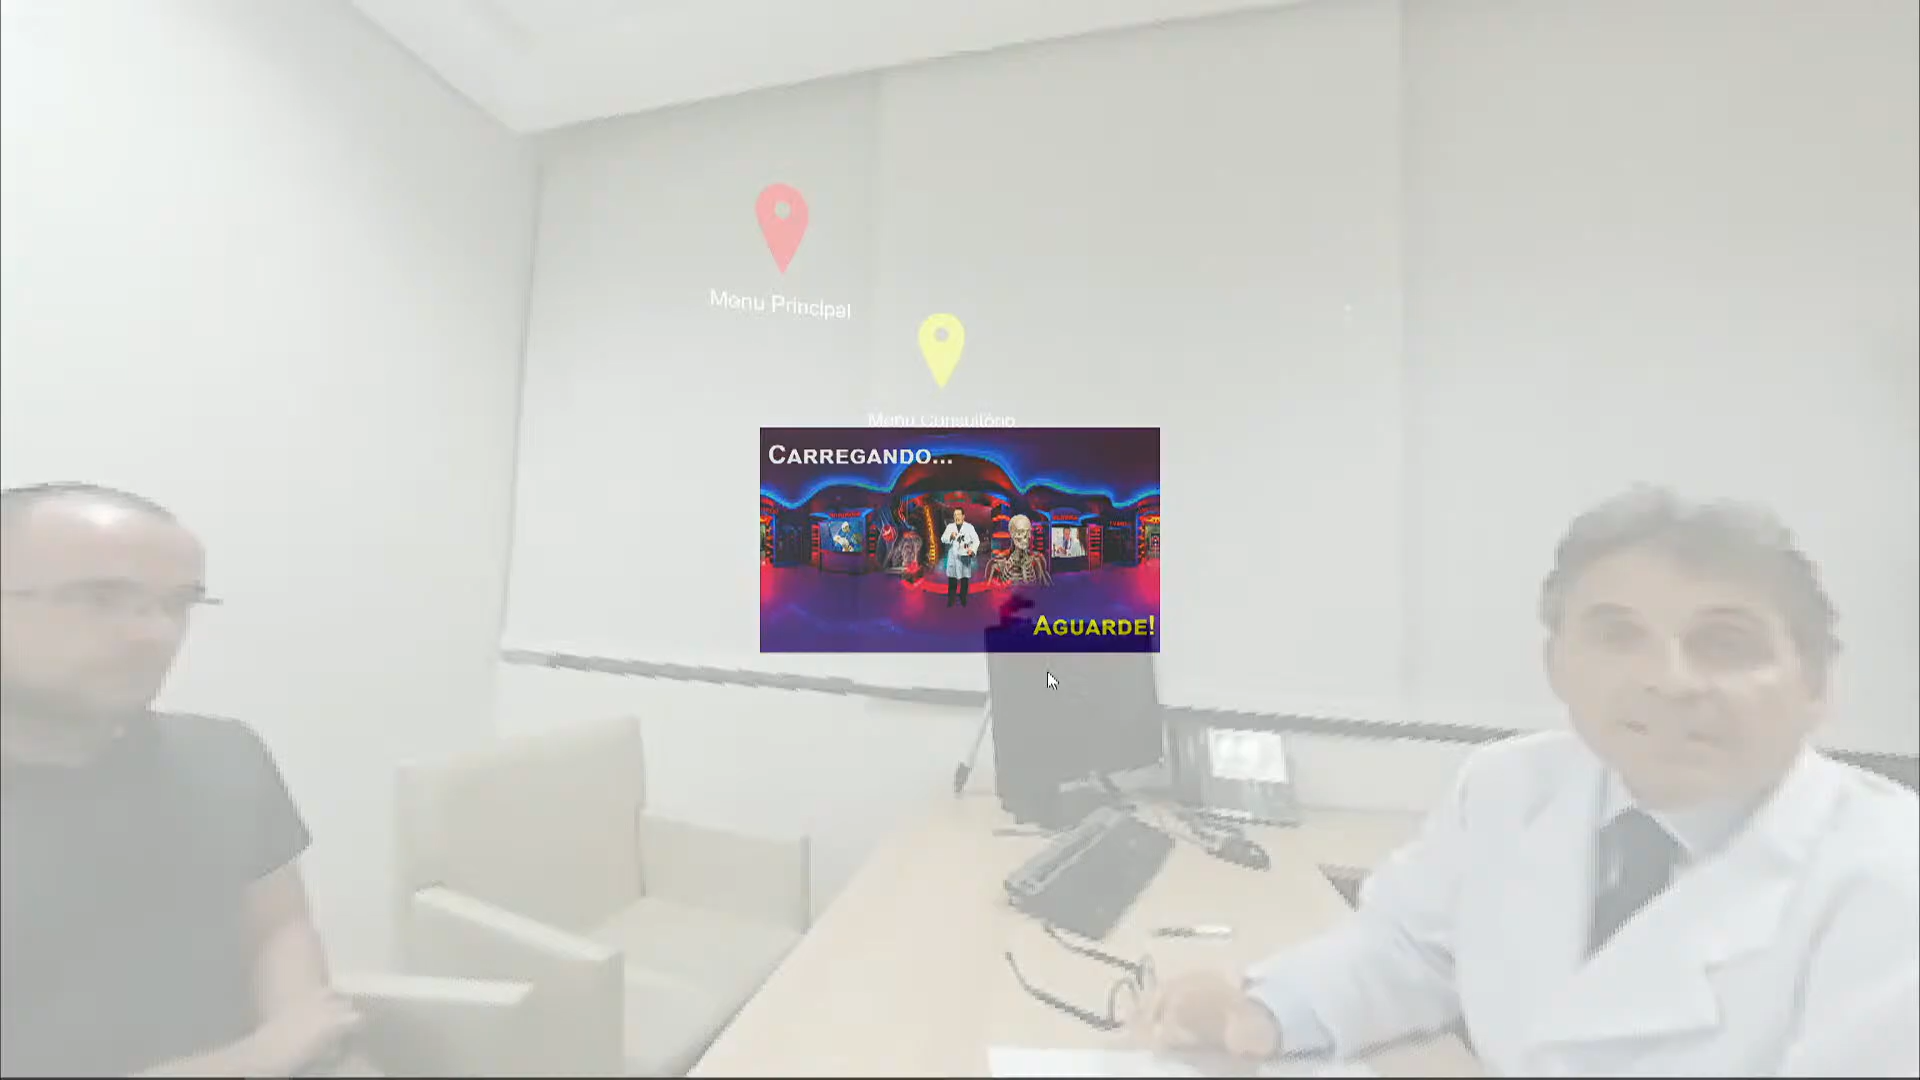 Menu Principal
Menu Consultório
CARREGANDO...
AGUARDE!